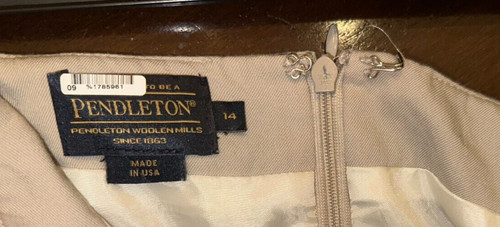 09 %1785961
TO BE A
PENDLETON®
PENDLETON WOOLEN MILLS
SINCE 1863
14
MADE
IN USA